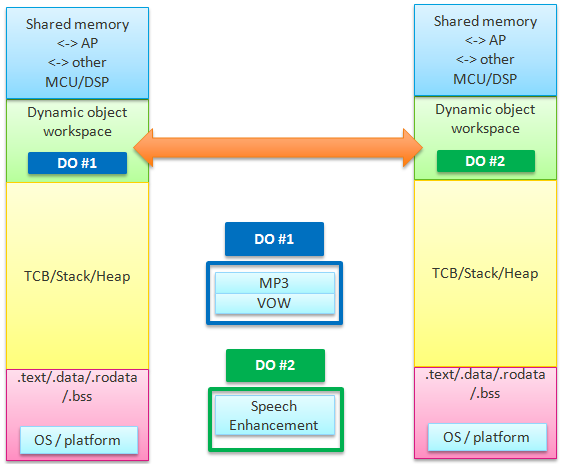 Shared memory
<-> AP
<-> other
MCU/DSP
Dynamic object
workspace
DO #1
TCB/Stack/Heap
.text/.data/.rodata
/.bss
OS / platform
DO #1
MP3
VOW
DO #2
Speech
Enhancement
Shared memory
<-> AP
<-> other
MCU/DSP
Dynamic object
workspace
DO #2
TCB/Stack/Heap
.text/.data/.rodata
/.bss
OS / platform